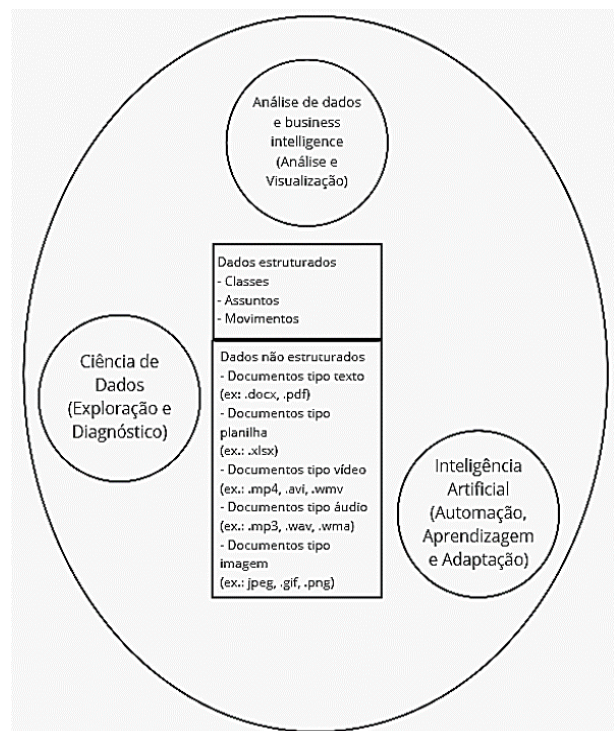 Análise de dados
e business
intelligence
(Análise e
Visualização)
Dados estruturados
- Classes
- Assuntos
- Movimentos
Ciência de
Dados
(Exploração e
Diagnóstico)
Dados não estruturados
- Documentos tipo texto
(ex: .docx, .pdf)
- Documentos tipo
planilha
(ex.: .xlsx)
- Documentos tipo vídeo
(ex.: .mp4, .avi, .wmv
- Documentos tipo áudio
(ex.: .mp3, .wav, .wma)
- Documentos tipo
imagem
(ex.: jpeg, .gif, .png)
Inteligência
Artificial
(Automação,
Aprendizagem
e Adaptação)